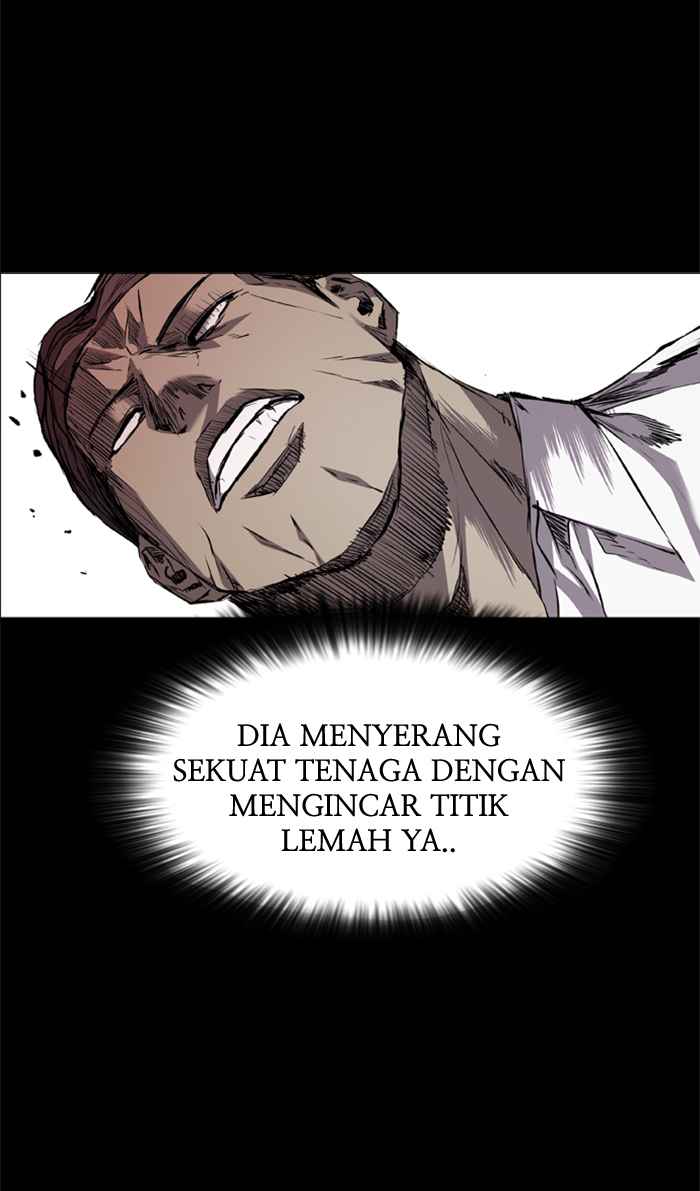 DIA MENYERANG
SEKUAT TENAGA DENGAN
MENGINCAR TITIK
LEMAH YA..